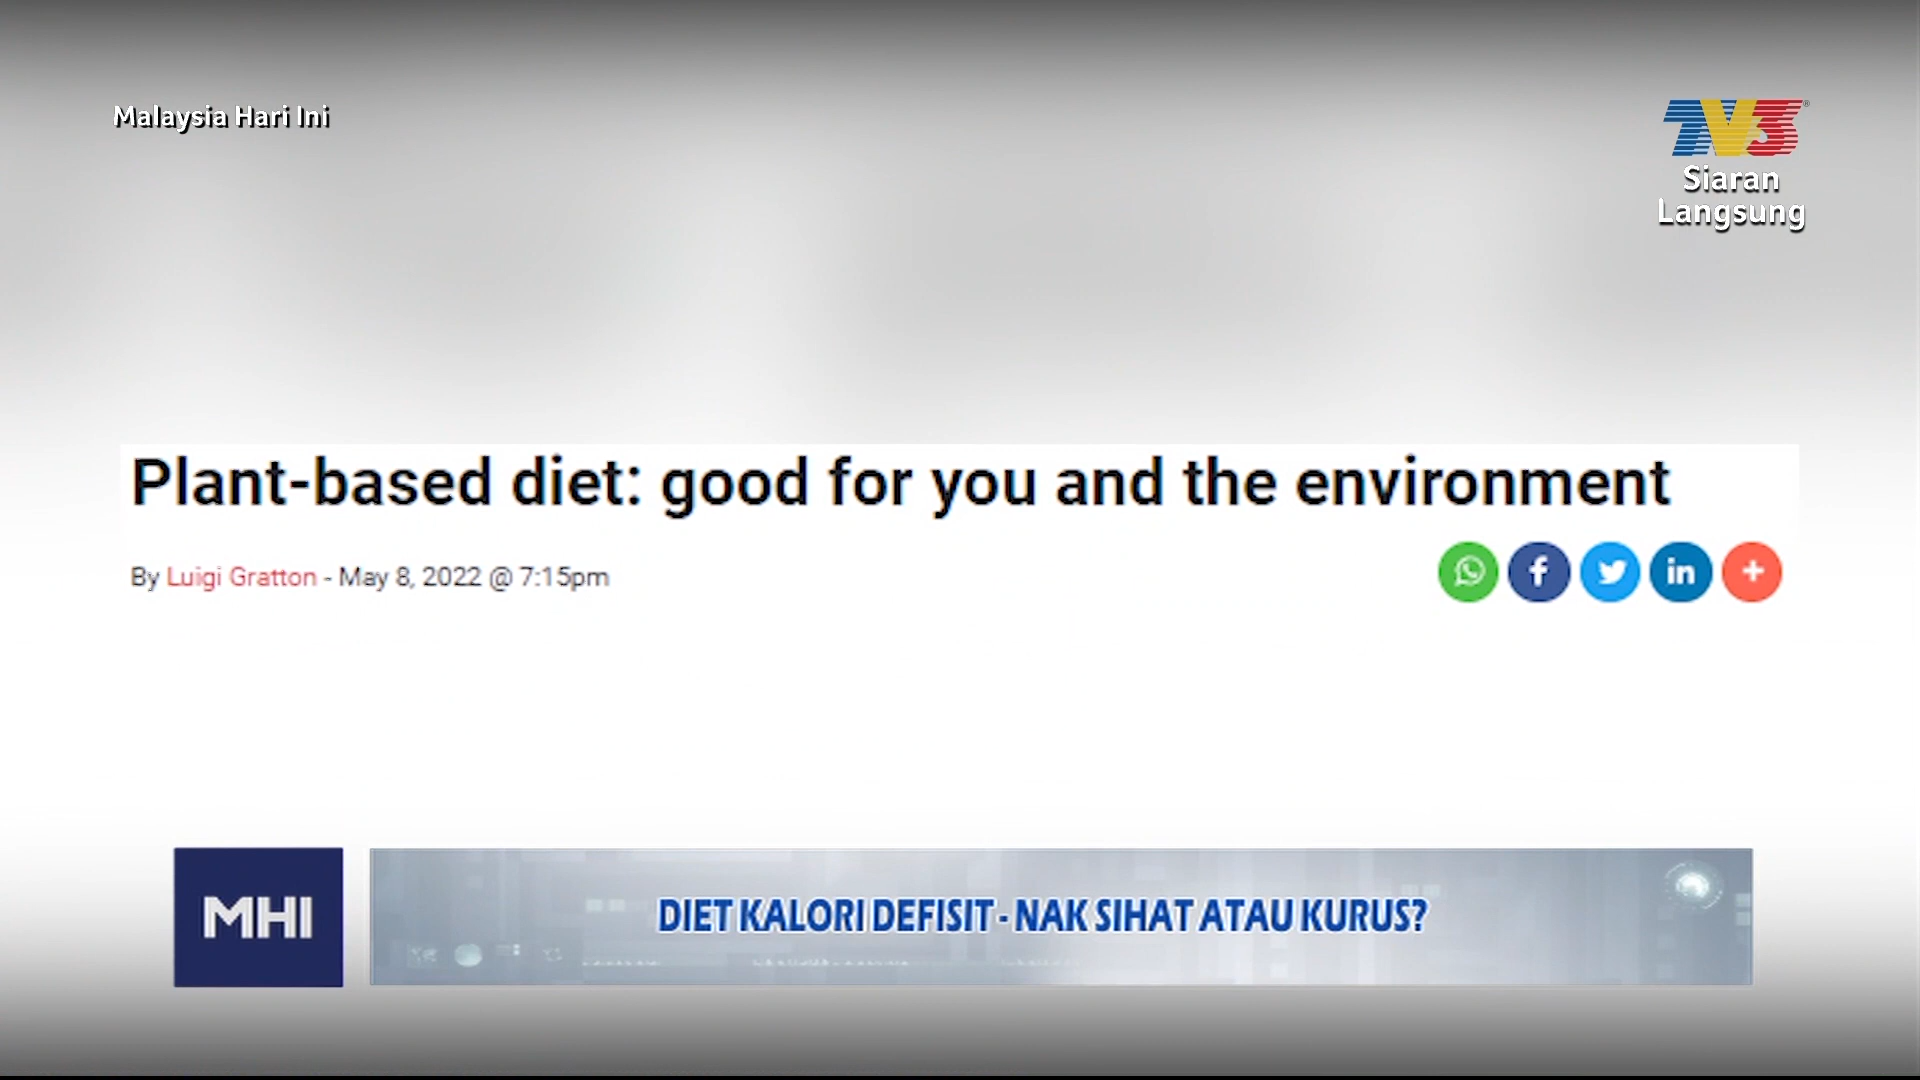 Malaysia Hari Ini
TV3
Siaran
Langsung
Plant-based diet: good for you and the environment
By Luigi Gratton - May 8, 2022 @ 7:15pm
MHI
DIET KALORI DEFISIT - NAK SIHAT ATAU KURUS?